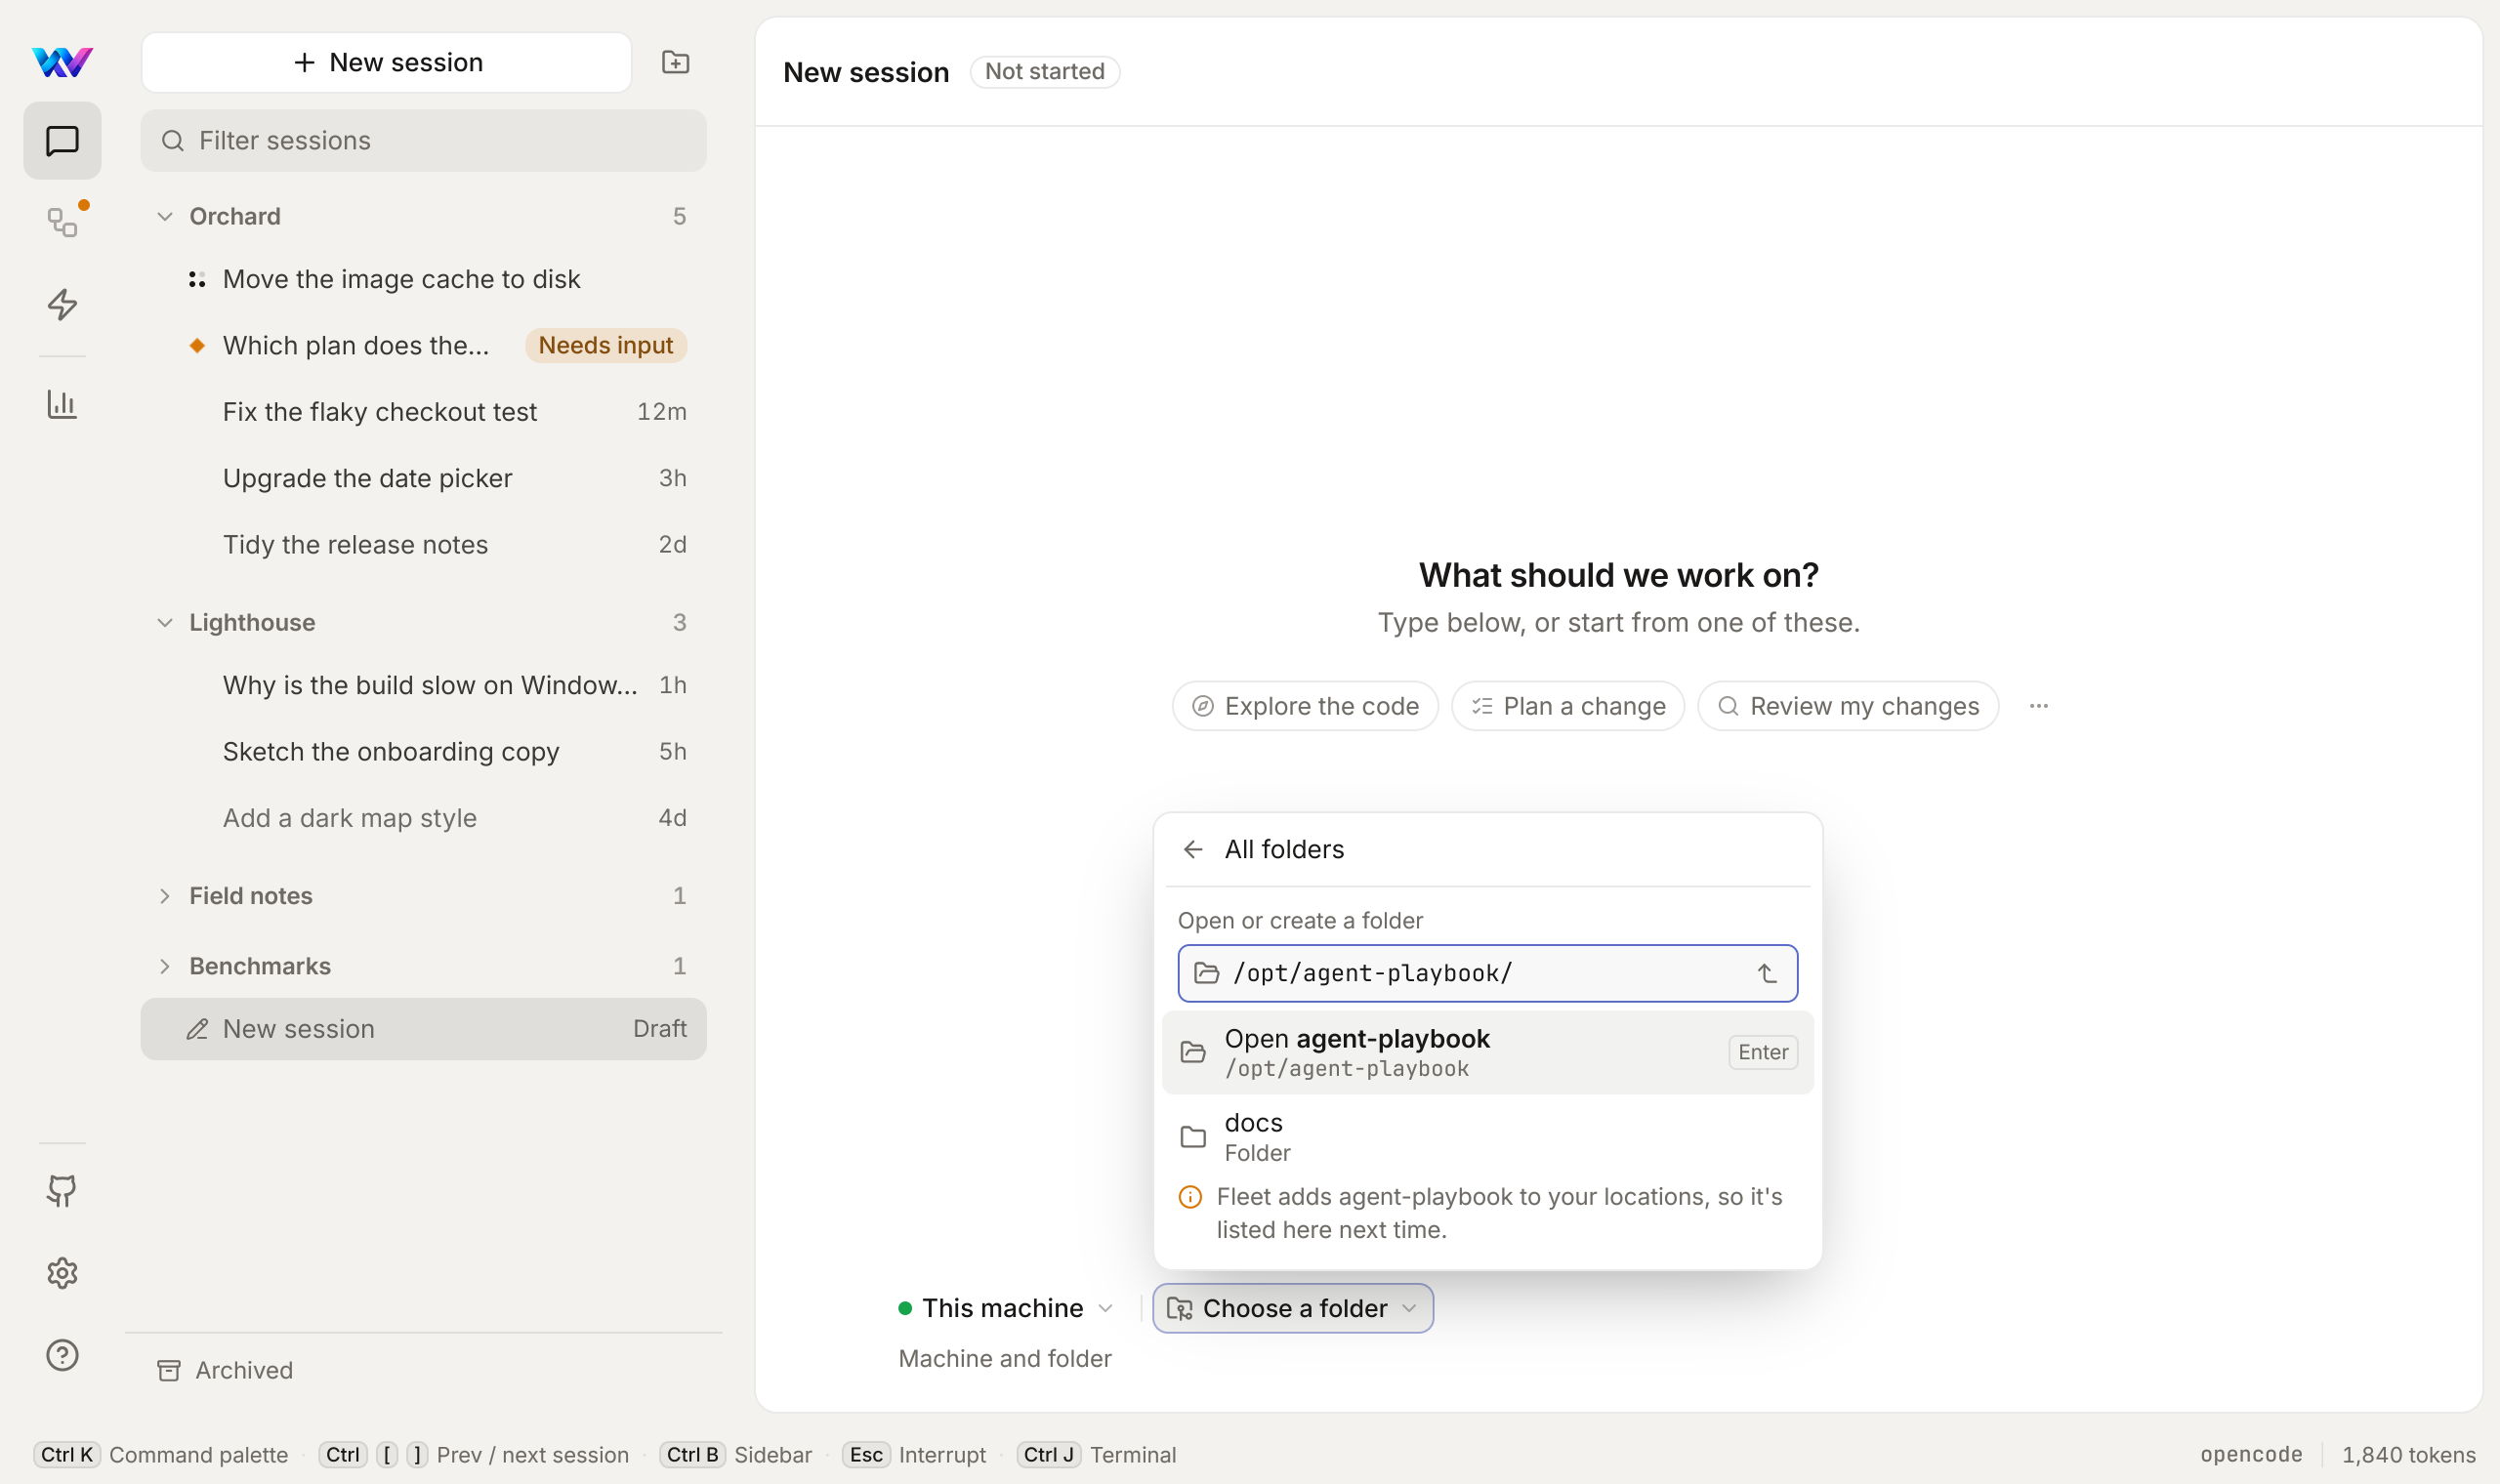 New session
Filter sessions
Orchard 5
Move the image cache to disk
Which plan does the... Needs input
Fix the flaky checkout test 12m
Upgrade the date picker 3h
Tidy the release notes 2d
Lighthouse 3
Why is the build slow on Window... 1h
Sketch the onboarding copy 5h
Add a dark map style 4d
Field notes 1
Benchmarks 1
New session Draft
Archived
New session Not started
What should we work on?
Type below, or start from one of these.
Explore the code Plan a change Review my changes
All folders
Open or create a folder
/opt/agent-playbook/
Open agent-playbook Enter
/opt/agent-playbook
docs
Folder
Fleet adds agent-playbook to your locations, so it's
listed here next time.
This machine Choose a folder
Machine and folder
Ctrl K Command palette · Ctrl [ ] Prev / next session · Ctrl B Sidebar · Esc Interrupt · Ctrl J Terminal opencode 1,840 tokens